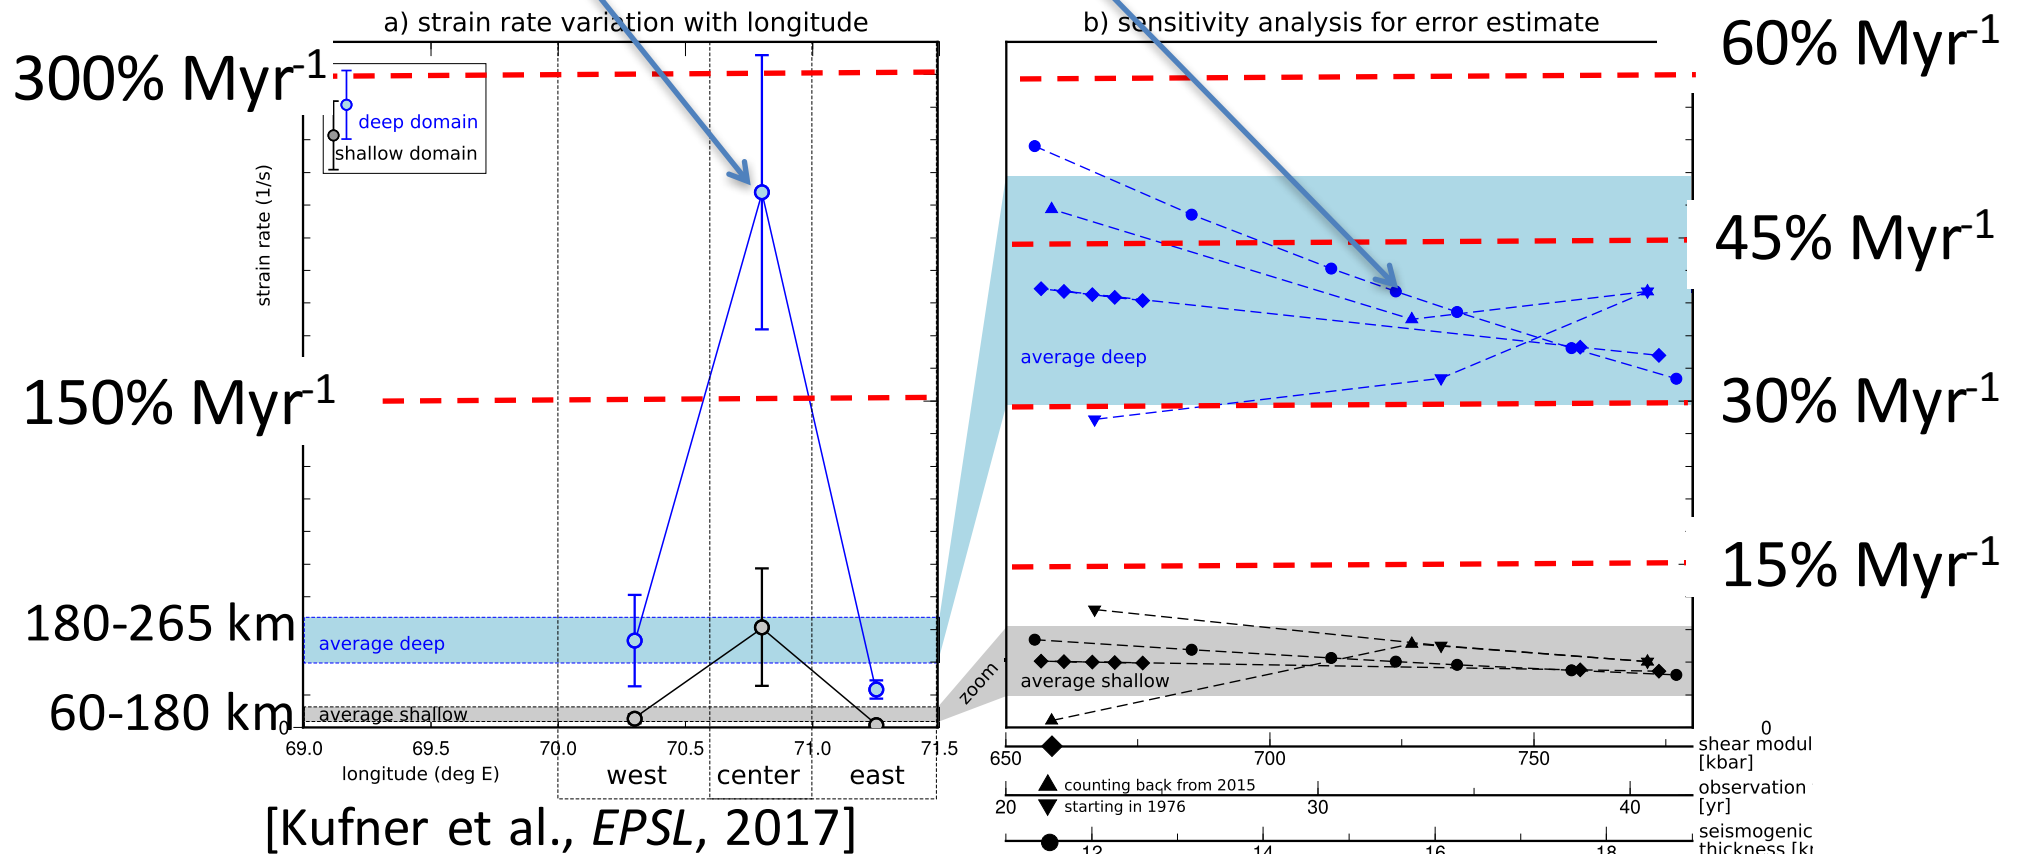 a) strain rate variation with longitude
300% Myr-1
deep domain
shallow domain
strain rate (1/s)
150% Myr-1
180-265 km
average deep
60-180 km
average shallow
0
69.0 69.5 70.0 70.5 71.0 71.5
longitude (deg E)
west center east
[Kufner et al., EPSL, 2017]
b) sensitivity analysis for error estimate
60% Myr-1
45% Myr-1
average deep
30% Myr-1
15% Myr-1
zoom
average shallow
0
650 700 750
shear modul
[kbar]
counting back from 2015
observation
starting in 1976
20 30 40
[yr]
seismogenic
thickness [k
12 14 16 18